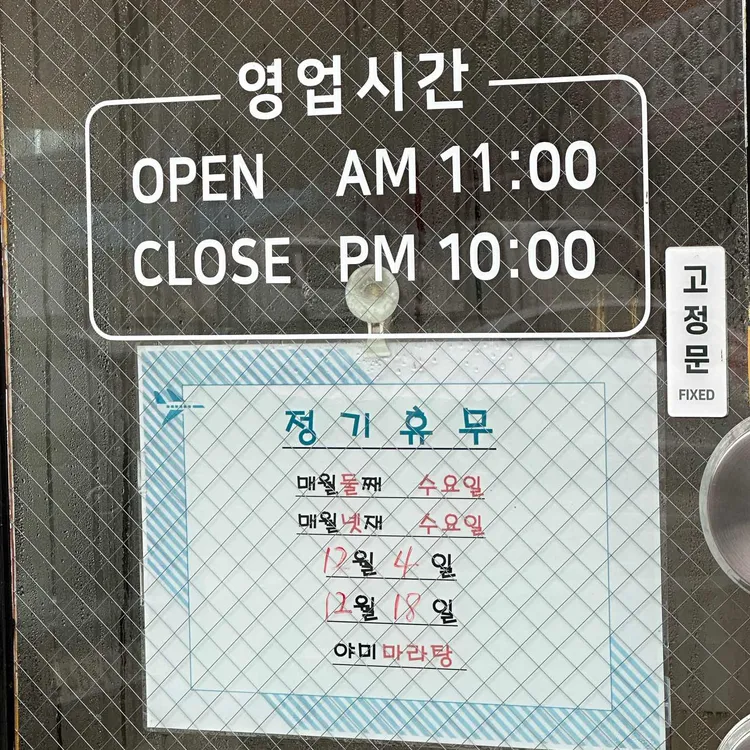 영업시간
OPEN AM 11:00
CLOSE PM 10:00
고정문
FIXED
정기휴무
매월둘째 수요일
매월넷재 수요일
12월 4일
12월 18일
야미마라탕